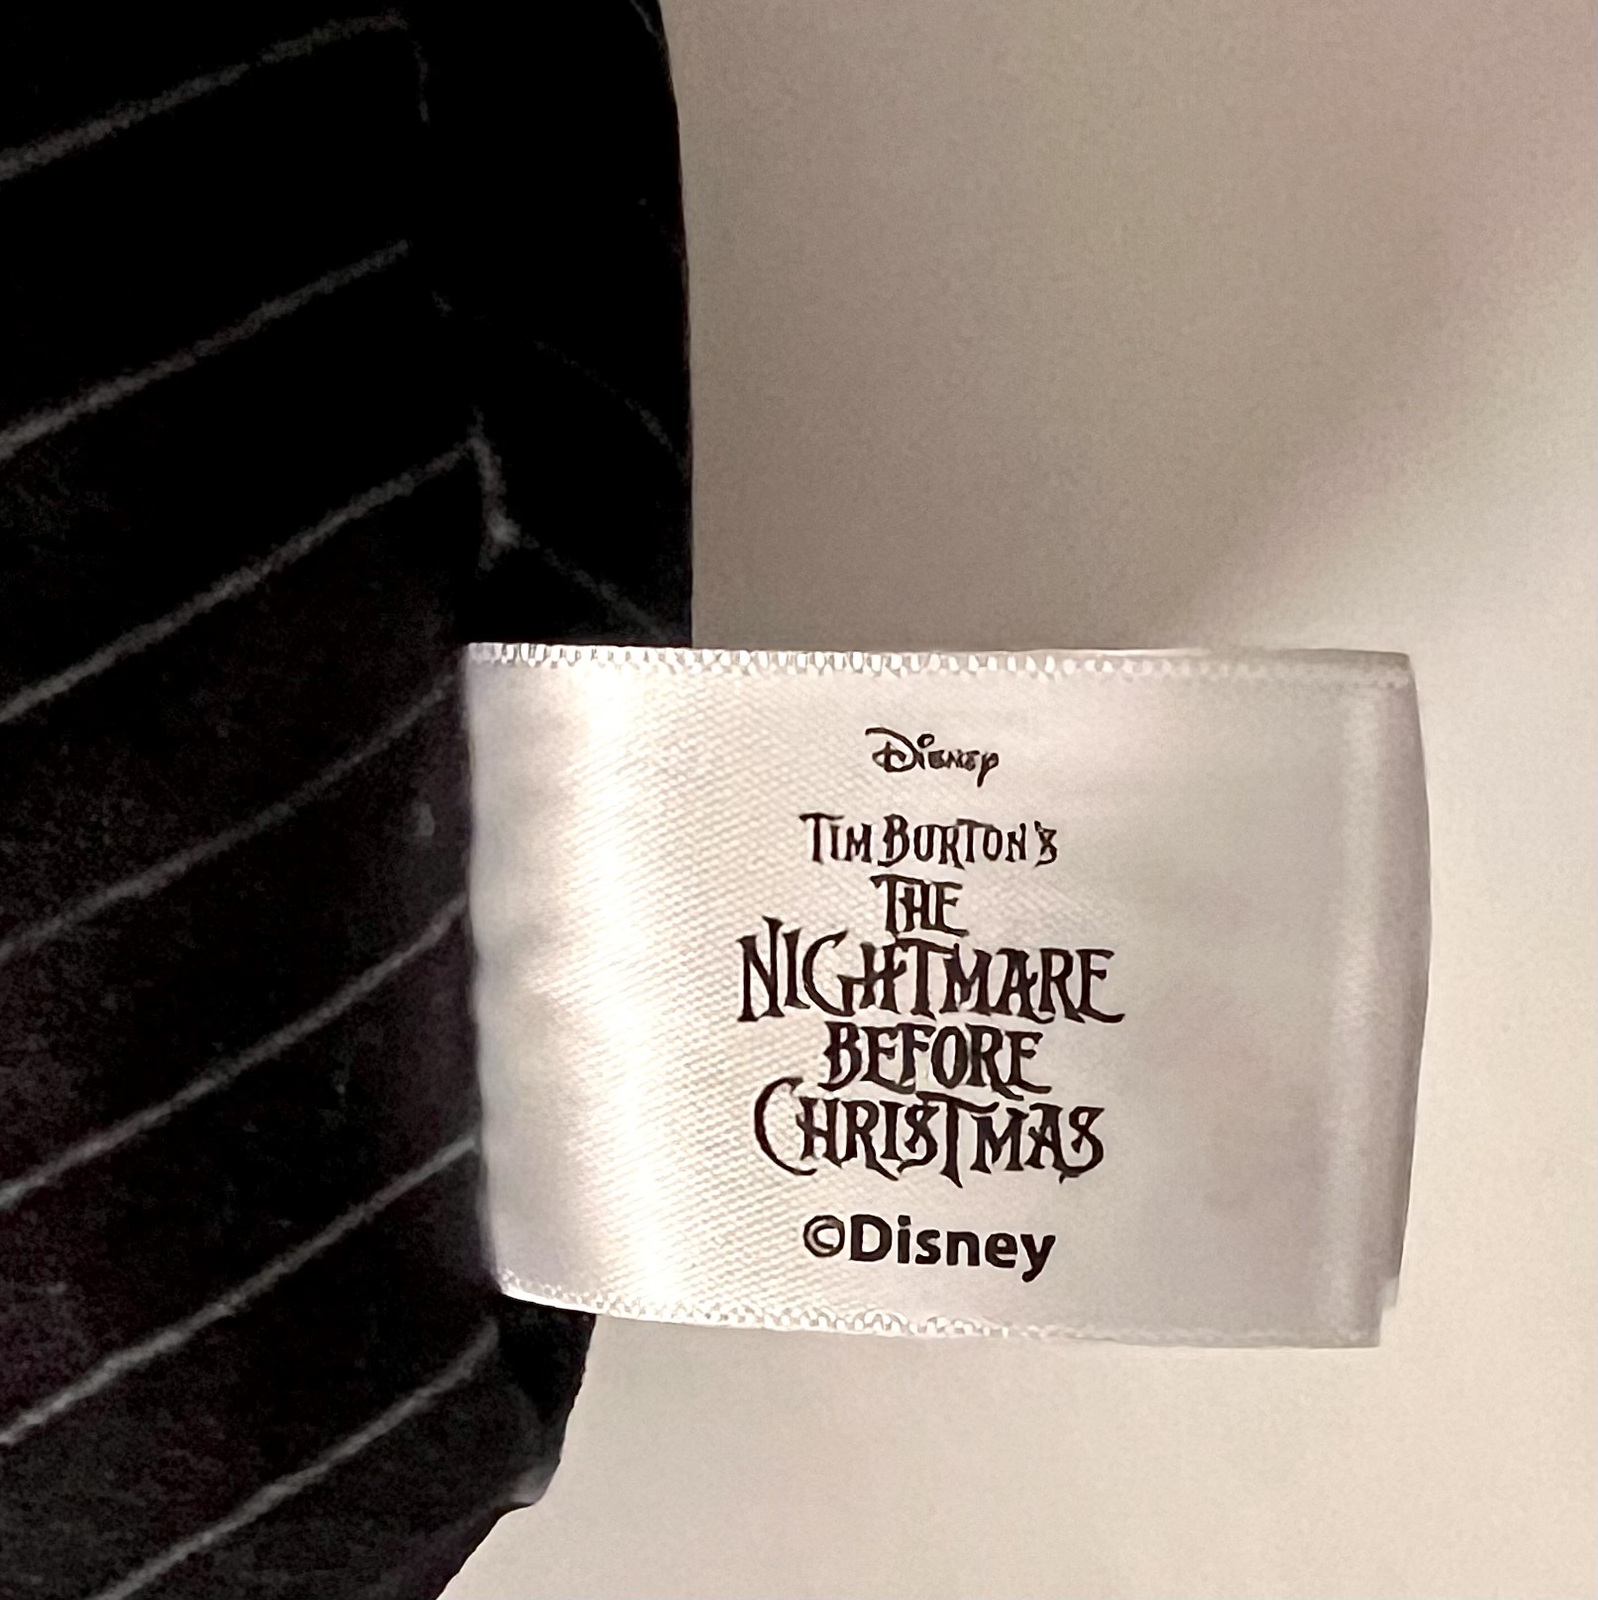 Disney
TIM BURTON'S
THE
NIGHTMARE
BEFORE
CHRISTMAS
©Disney